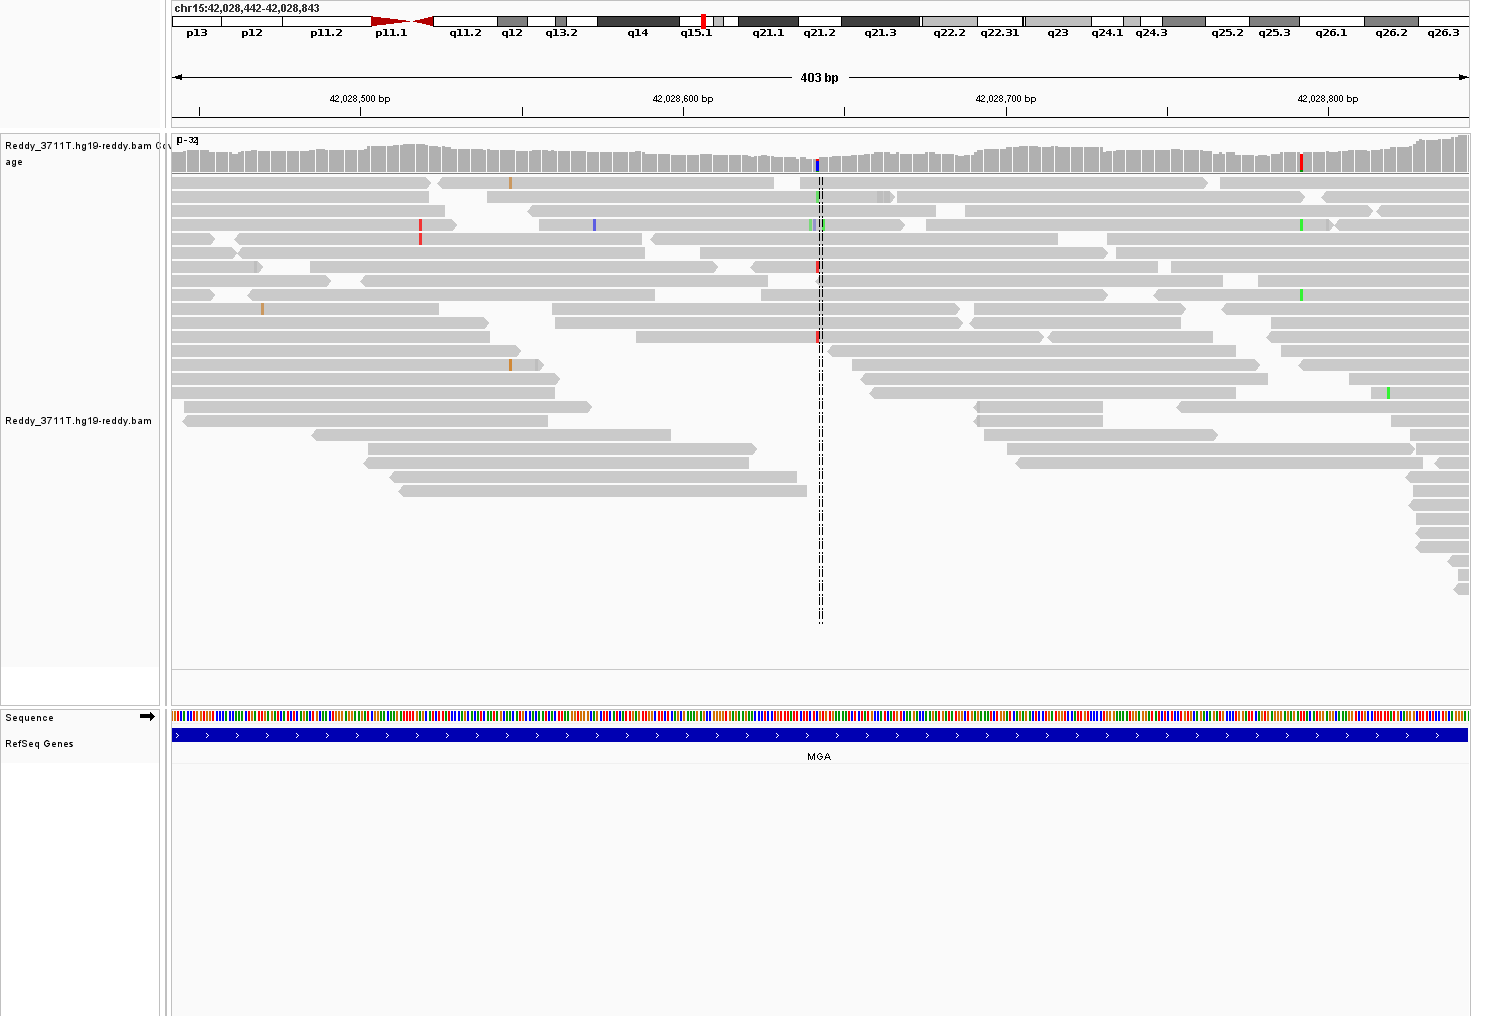 chr15:42,028,442-42,028,843
p13 p12 p11.2 p11.1 q11.2 q12 q13.2 q14 q15.1 q21.1 q21.2 q21.3 q22.2 q22.31 q23 q24.1 q24.3 q25.2 q25.3 q26.1 q26.2 q26.3
403 bp
42,028,500 bp 42,028,600 bp 42,028,700 bp 42,028,800 bp
[0-32]
Reddy_3711T.hg19-reddy.bam Cov
age
Reddy_3711T.hg19-reddy.bam
Sequence
RefSeq Genes
MGA